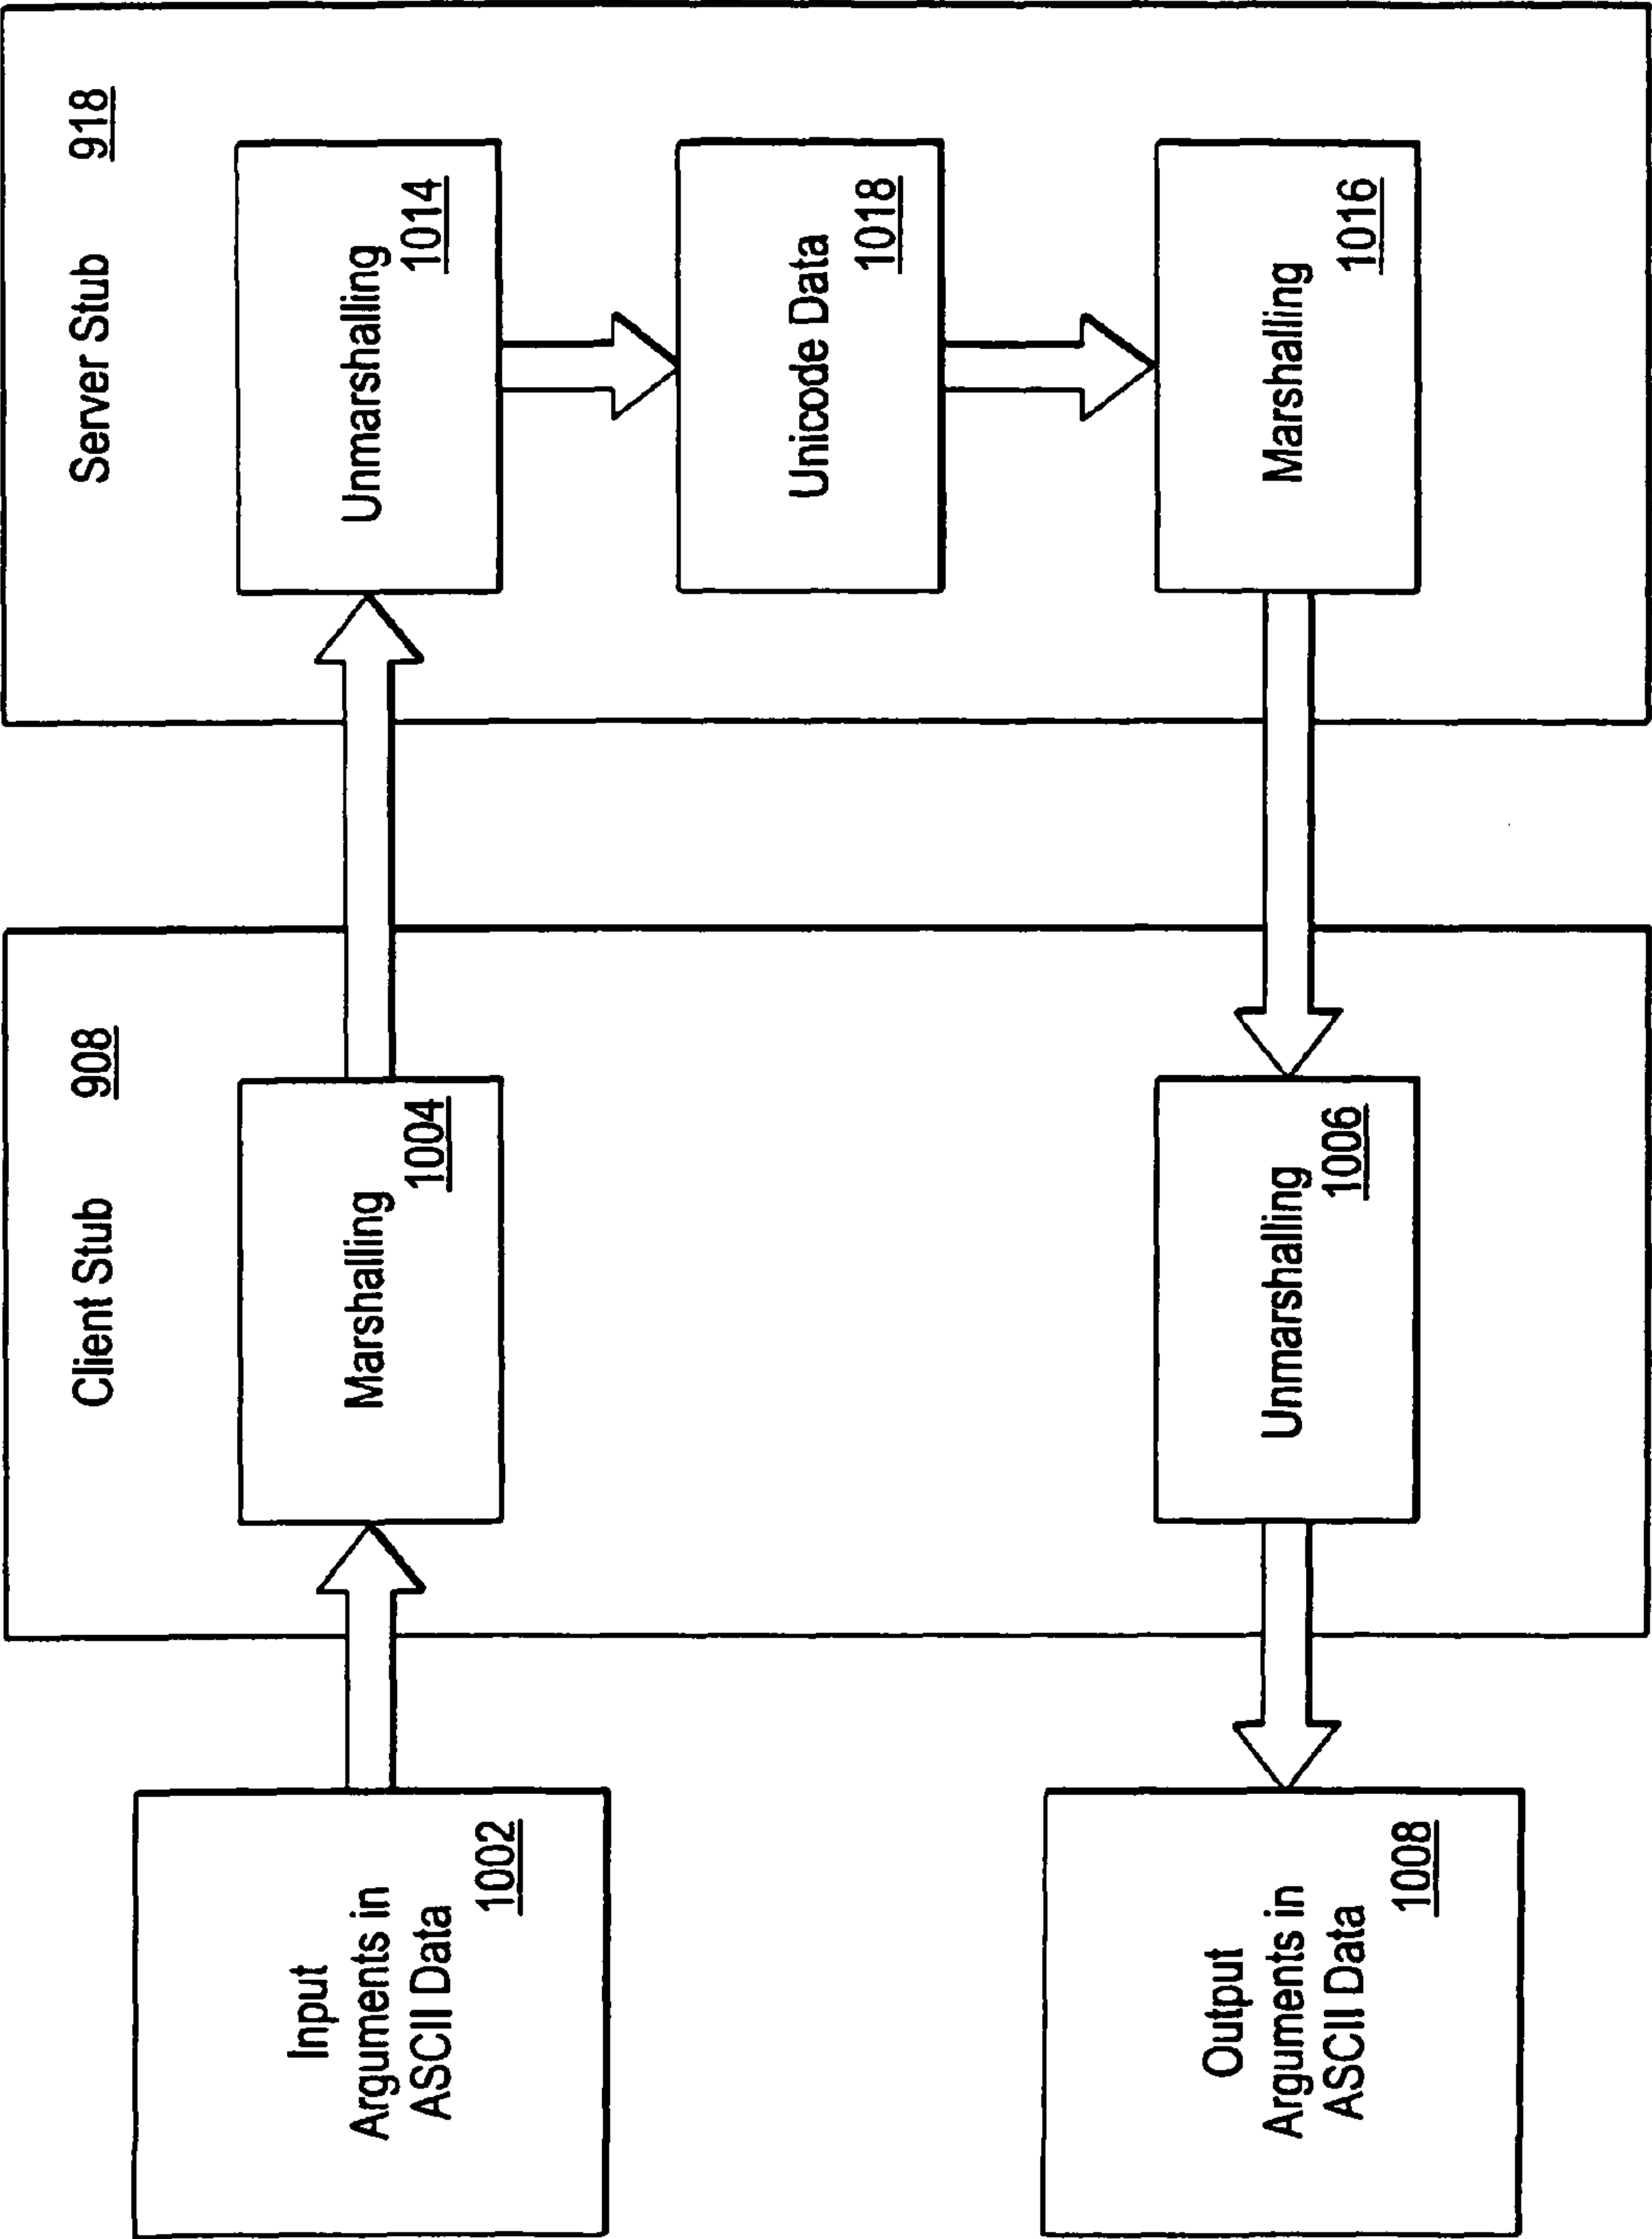 Client Stub 908
Server Stub 918
Input
Arguments in
ASCII Data
1002
Marshalling
1004
Unmarshalling
1014
Unicode Data
1018
Output
Arguments in
ASCII Data
1008
Unmarshalling
1006
Marshalling
1016